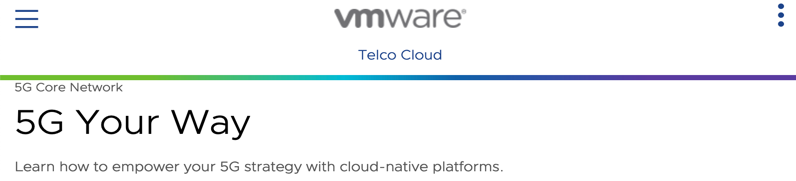 vmware®
Telco Cloud
5G Core Network
5G Your Way
Learn how to empower your 5G strategy with cloud-native platforms.